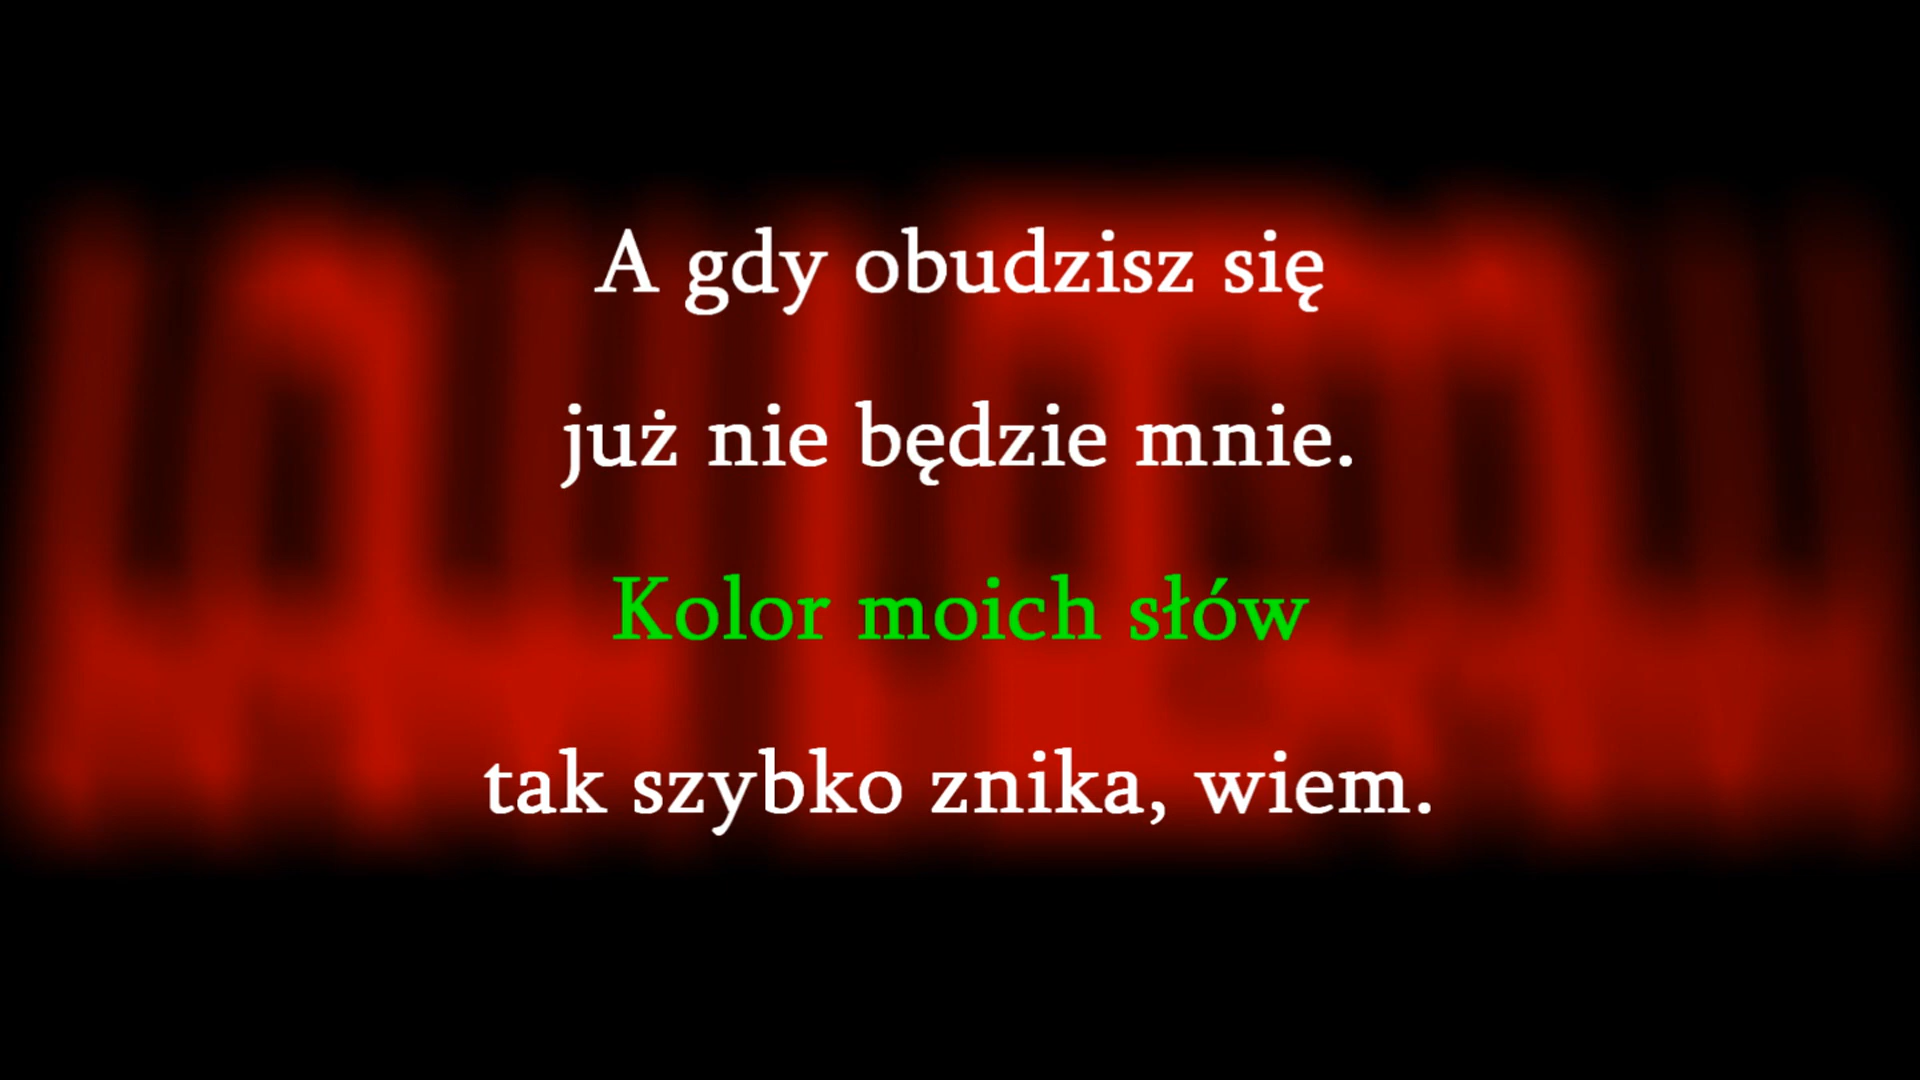 A gdy obudzisz się
już nie będzie mnie.
Kolor moich słów
tak szybko znika, wiem.